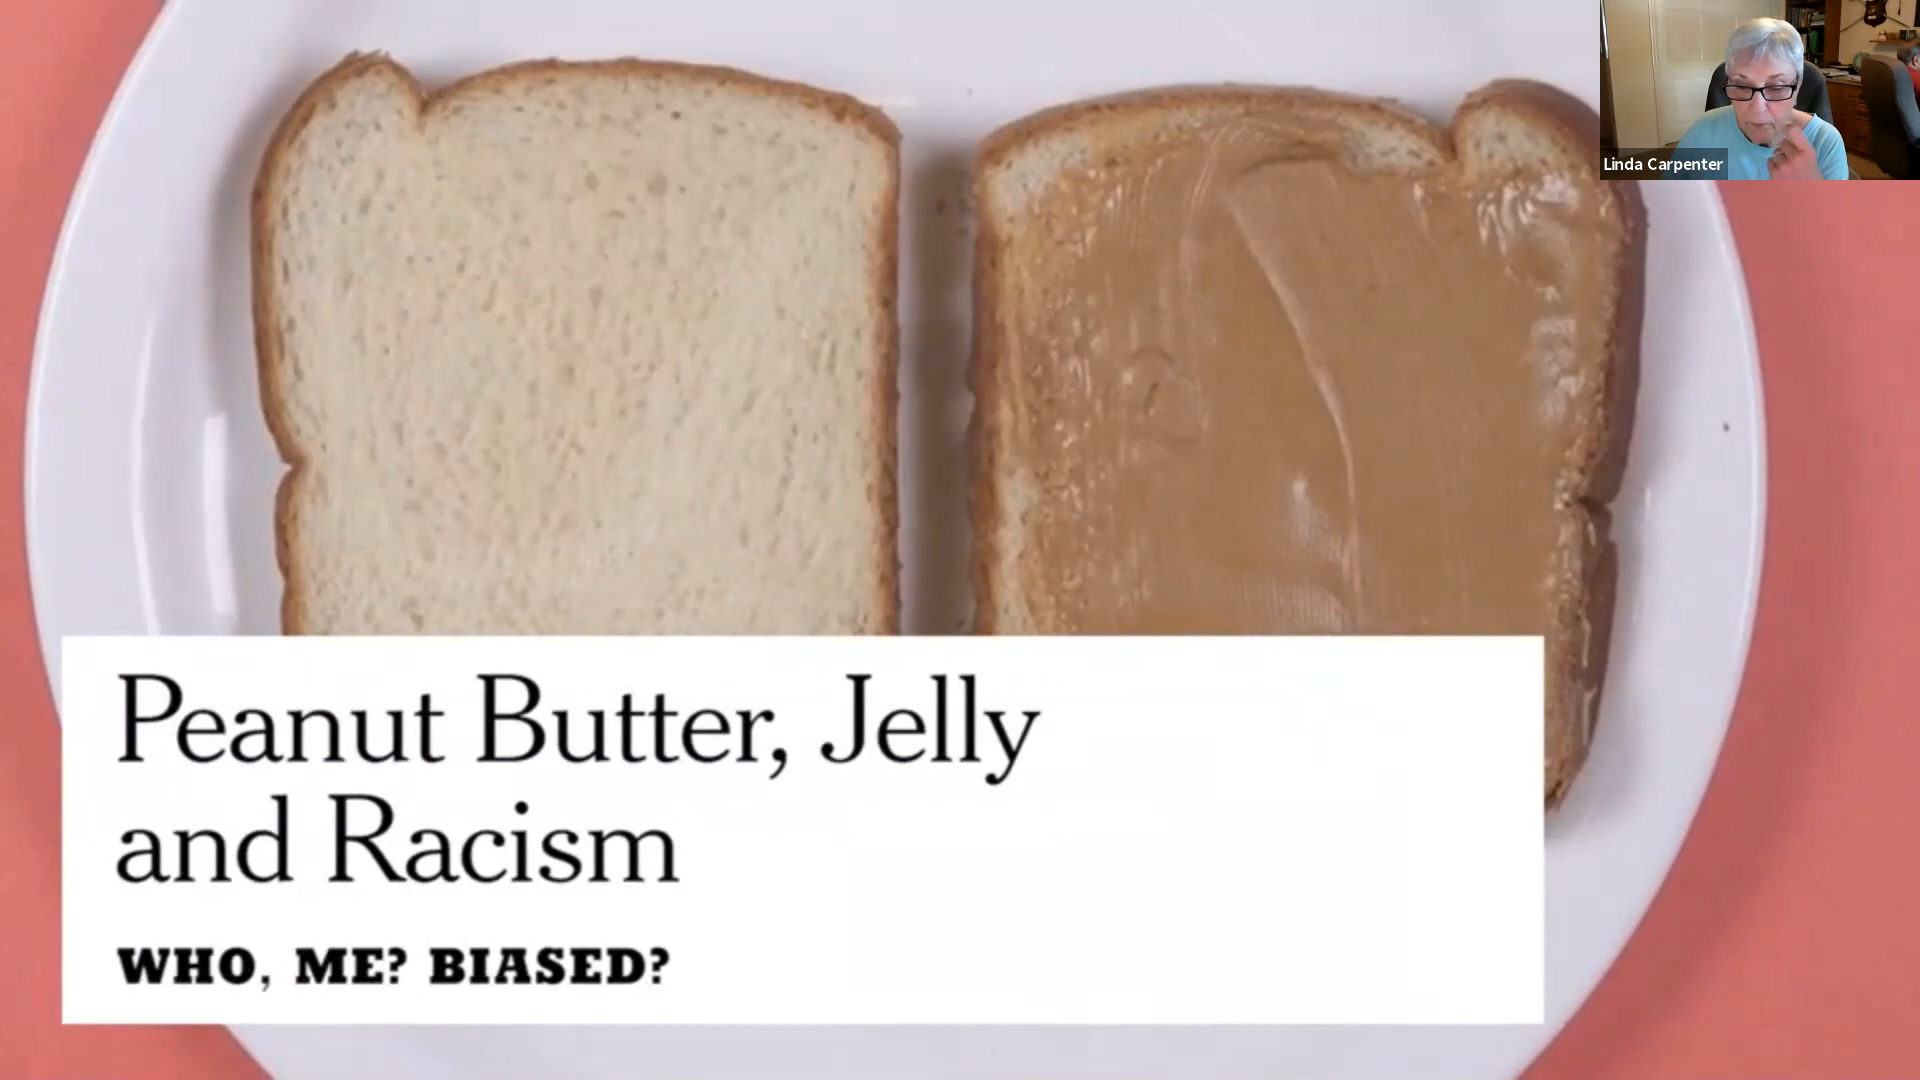 Linda Carpenter
Peanut Butter, Jelly
and Racism
WHO, ME? BIASED?